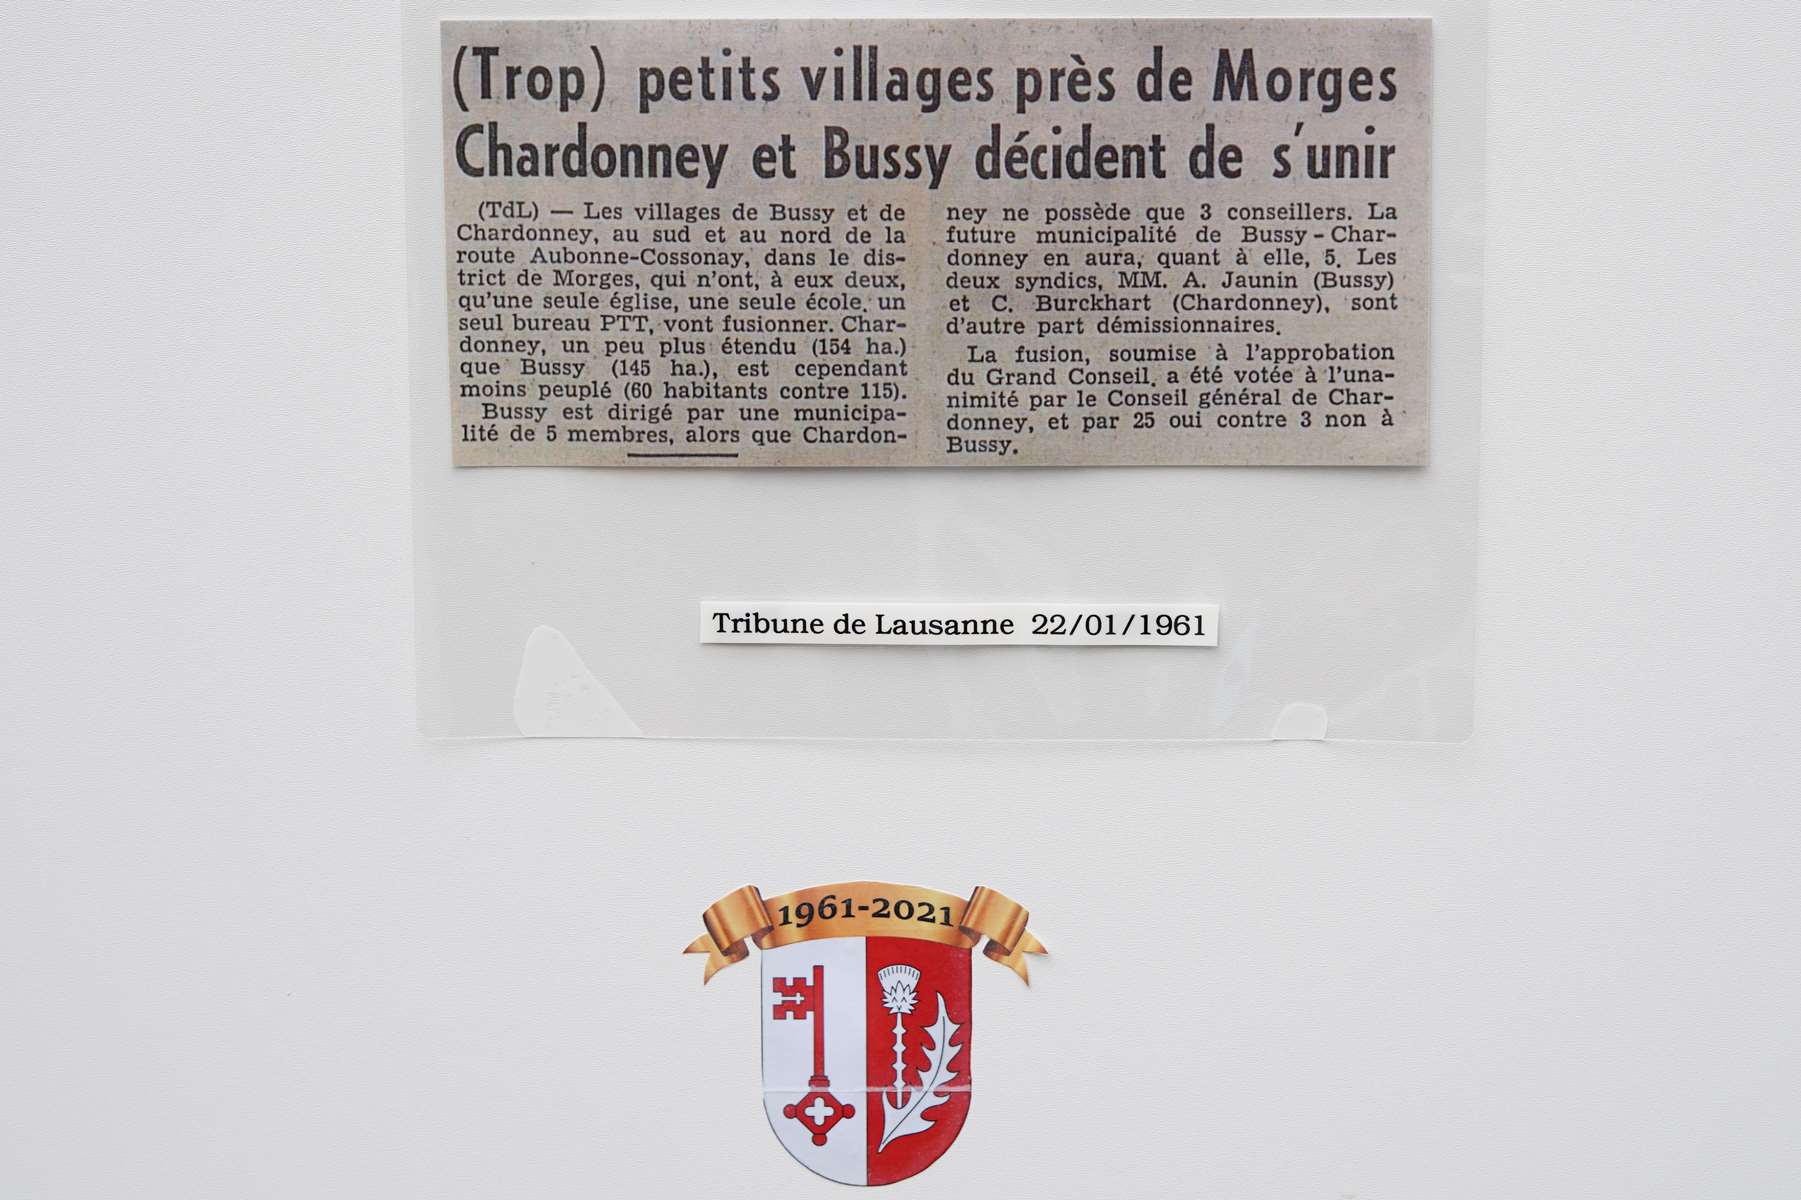 (Trop) petits villages près de Morges
Chardonney et Bussy décident de s'unir
(TdL) — Les villages de Bussy et de
Chardonney, au sud et au nord de la
route Aubonne-Cossonay, dans le dis-
trict de Morges, qui n'ont, à eux deux,
qu'une seule église, une seule école, un
seul bureau PTT, vont fusionner. Char-
donney, un peu plus étendu (154 ha.)
que Bussy (145 ha.), est cependant
moins peuplé (60 habitants contre 115).
Bussy est dirigé par une municipa-
lité de 5 membres, alors que Chardon-
ney ne possède que 3 conseillers. La
future municipalité de Bussy-Char-
donney en aura, quant à elle, 5. Les
deux syndics, MM. A. Jaunin (Bussy)
et C. Burckhart (Chardonney), sont
d'autre part démissionnaires.
La fusion, soumise à l'approbation
du Grand Conseil, a été votée à l'una-
nimité par le Conseil général de Char-
donney, et par 25 oui contre 3 non à
Bussy.
Tribune de Lausanne 22/01/1961
1961-2021